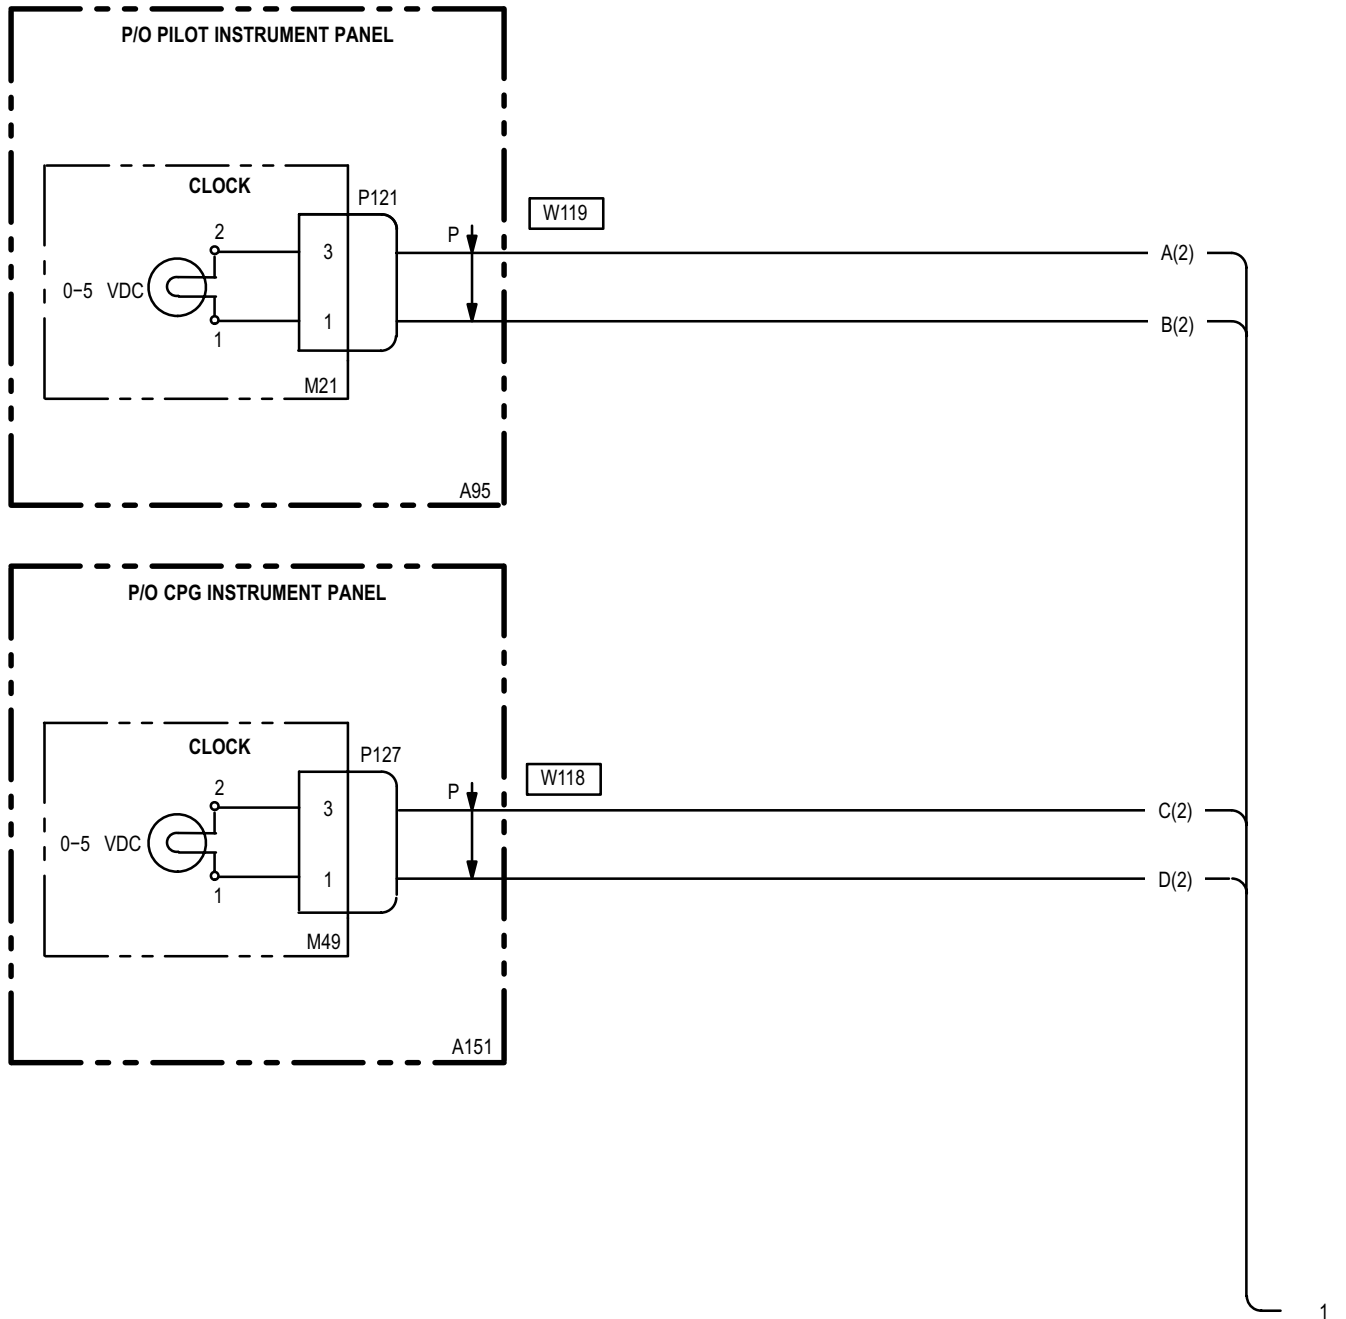 P/O PILOT INSTRUMENT PANEL
CLOCK
P121
W119
2
3
P
A(2)
0−5 VDC
1
1
B(2)
M21
A95
P/O CPG INSTRUMENT PANEL
CLOCK
P127
W118
2
3
P
C(2)
0−5 VDC
1
1
D(2)
M49
A151
1